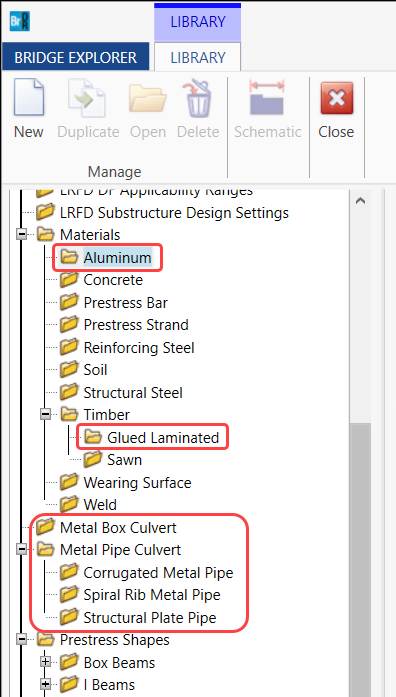 BrR
LIBRARY
BRIDGE EXPLORER LIBRARY
New Duplicate Open Delete Schematic Close
Manage
LRFD DF Applicability Ranges
LRFD Substructure Design Settings
Materials
Aluminum
Concrete
Prestress Bar
Prestress Strand
Reinforcing Steel
Soil
Structural Steel
Timber
Glued Laminated
Sawn
Wearing Surface
Weld
Metal Box Culvert
Metal Pipe Culvert
Corrugated Metal Pipe
Spiral Rib Metal Pipe
Structural Plate Pipe
Prestress Shapes
Box Beams
I Beams